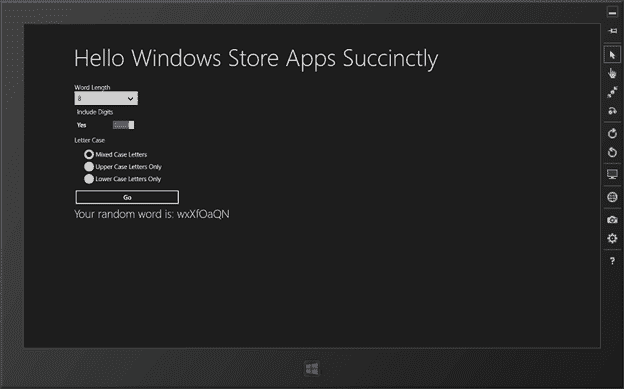 Hello Windows Store Apps Succinctly
Word Length
8
Include Digits
Yes
Letter Case
Mixed Case Letters
Upper Case Letters Only
Lower Case Letters Only
Go
Your random word is: wxXfOaQN
?